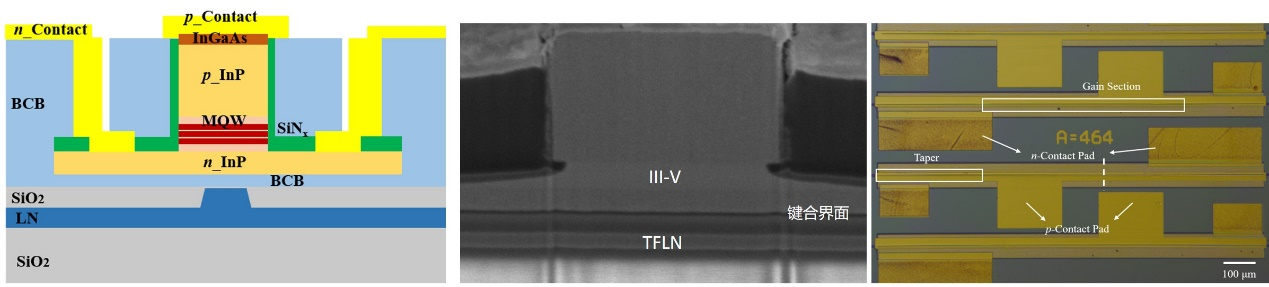 p_Contact
n_Contact
InGaAs
p_InP
BCB
MQW
SiNx
n_InP
BCB
SiO2
LN
SiO2
III-V
键合界面
TFLN
Gain Section
A=464
n-Contact Pad
Taper
p-Contact Pad
100 μm